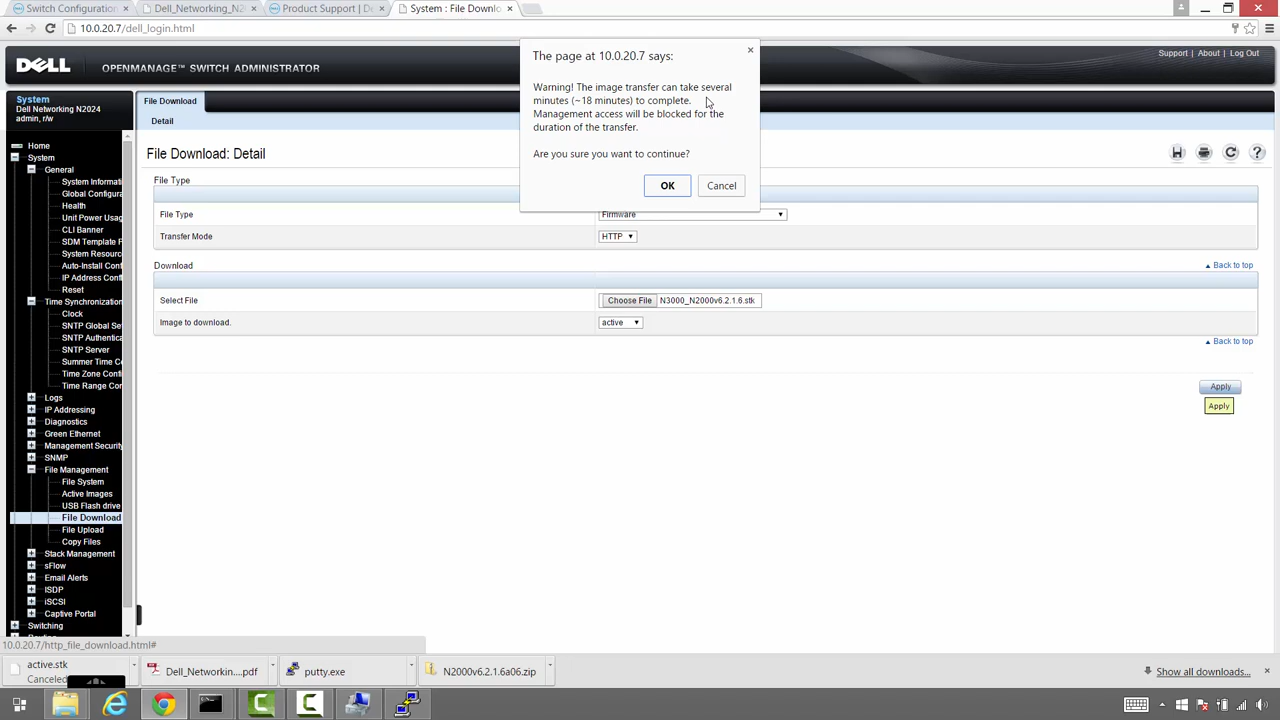 Switch Configuration
Dell_Networking_N2
Product Support | De
System : File Downlo
10.0.20.7/dell_login.html
DELL
OPENMANAGE™ SWITCH ADMINISTRATOR
Support | About | Log Out
The page at 10.0.20.7 says:
Warning! The image transfer can take several
minutes (~18 minutes) to complete.
Management access will be blocked for the
duration of the transfer.
Are you sure you want to continue?
OK
Cancel
System
Dell Networking N2024
admin, r/w
Home
System
General
System Informati
Global Configura
Health
Unit Power Usag
CLI Banner
SDM Template F
System Resourc
Auto-Install Conf
IP Address Conf
Reset
Time Synchronization
Clock
SNTP Global Se
SNTP Authentica
SNTP Server
Summer Time C
Time Zone Confi
Time Range Cor
Logs
IP Addressing
Diagnostics
Green Ethernet
Management Security
SNMP
File Management
File System
Active Images
USB Flash drive
File Download
File Upload
Copy Files
Stack Management
sFlow
Email Alerts
ISDP
iSCSI
Captive Portal
Switching
File Download
Detail
File Download: Detail
File Type
File Type
Firmware
Transfer Mode
HTTP
Download
Back to top
Select File
Choose File N3000_N2000v6.2.1.6.stk
Image to download.
active
Back to top
Apply
Apply
10.0.20.7/http_file_download.html#
active.stk
Canceled
Dell_Networkin....pdf
putty.exe
N2000v6.2.1.6a06.zip
Show all downloads...